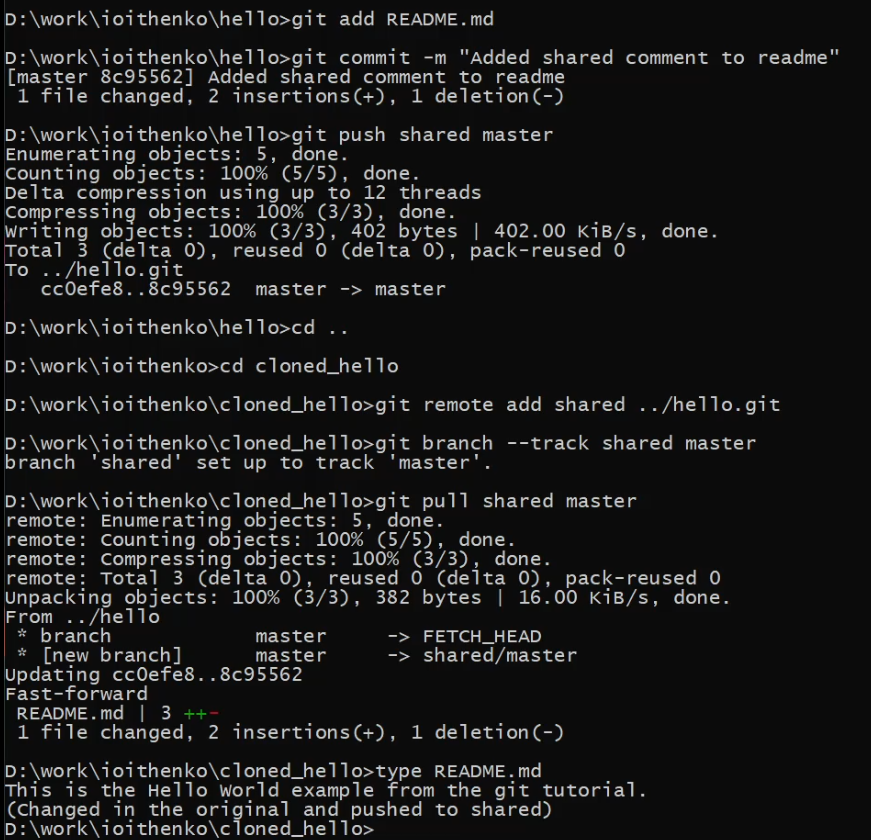 D:\work\ioithenko\hello>git add README.md
D:\work\ioithenko\hello>git commit -m "Added shared comment to readme"
[master 8c95562] Added shared comment to readme
 1 file changed, 2 insertions(+), 1 deletion(-)
D:\work\ioithenko\hello>git push shared master
Enumerating objects: 5, done.
Counting objects: 100% (5/5), done.
Delta compression using up to 12 threads
Compressing objects: 100% (3/3), done.
Writing objects: 100% (3/3), 402 bytes | 402.00 KiB/s, done.
Total 3 (delta 0), reused 0 (delta 0), pack-reused 0
To ../hello.git
   cc0efe8..8c95562  master -> master
D:\work\ioithenko\hello>cd ..
D:\work\ioithenko>cd cloned_hello
D:\work\ioithenko\cloned_hello>git remote add shared ../hello.git
D:\work\ioithenko\cloned_hello>git branch --track shared master
branch 'shared' set up to track 'master'.
D:\work\ioithenko\cloned_hello>git pull shared master
remote: Enumerating objects: 5, done.
remote: Counting objects: 100% (5/5), done.
remote: Compressing objects: 100% (3/3), done.
remote: Total 3 (delta 0), reused 0 (delta 0), pack-reused 0
Unpacking objects: 100% (3/3), 382 bytes | 16.00 KiB/s, done.
From ../hello
 * branch            master     -> FETCH_HEAD
 * [new branch]      master     -> shared/master
Updating cc0efe8..8c95562
Fast-forward
 README.md | 3 ++-
 1 file changed, 2 insertions(+), 1 deletion(-)
D:\work\ioithenko\cloned_hello>type README.md
This is the Hello World example from the git tutorial.
(Changed in the original and pushed to shared)
D:\work\ioithenko\cloned_hello>